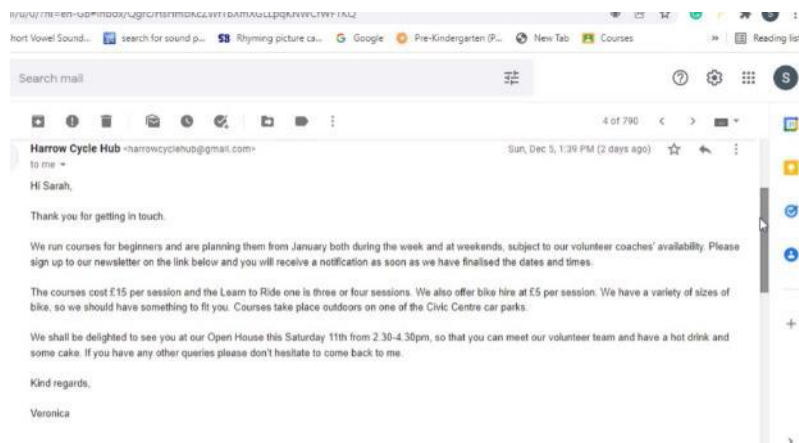 hort Vowel Sound... search for sound p... SB Rhyming picture ca... G Google Pre-Kindergarten (P... New Tab Courses » Reading list
Search mail S
4 of 790
Harrow Cycle Hub <harrowcyclehub@gmail.com> Sun, Dec 5, 1:39 PM (2 days ago)
to me
Hi Sarah,
Thank you for getting in touch.
We run courses for beginners and are planning them from January both during the week and at weekends, subject to our volunteer coaches' availability. Please
sign up to our newsletter on the link below and you will receive a notification as soon as we have finalised the dates and times.
The courses cost £15 per session and the Learn to Ride one is three or four sessions. We also offer bike hire at £5 per session. We have a variety of sizes of
bike, so we should have something to fit you. Courses take place outdoors on one of the Civic Centre car parks.
We shall be delighted to see you at our Open House this Saturday 11th from 2.30-4.30pm, so that you can meet our volunteer team and have a hot drink and
some cake. If you have any other queries please don't hesitate to come back to me.
Kind regards,
Veronica